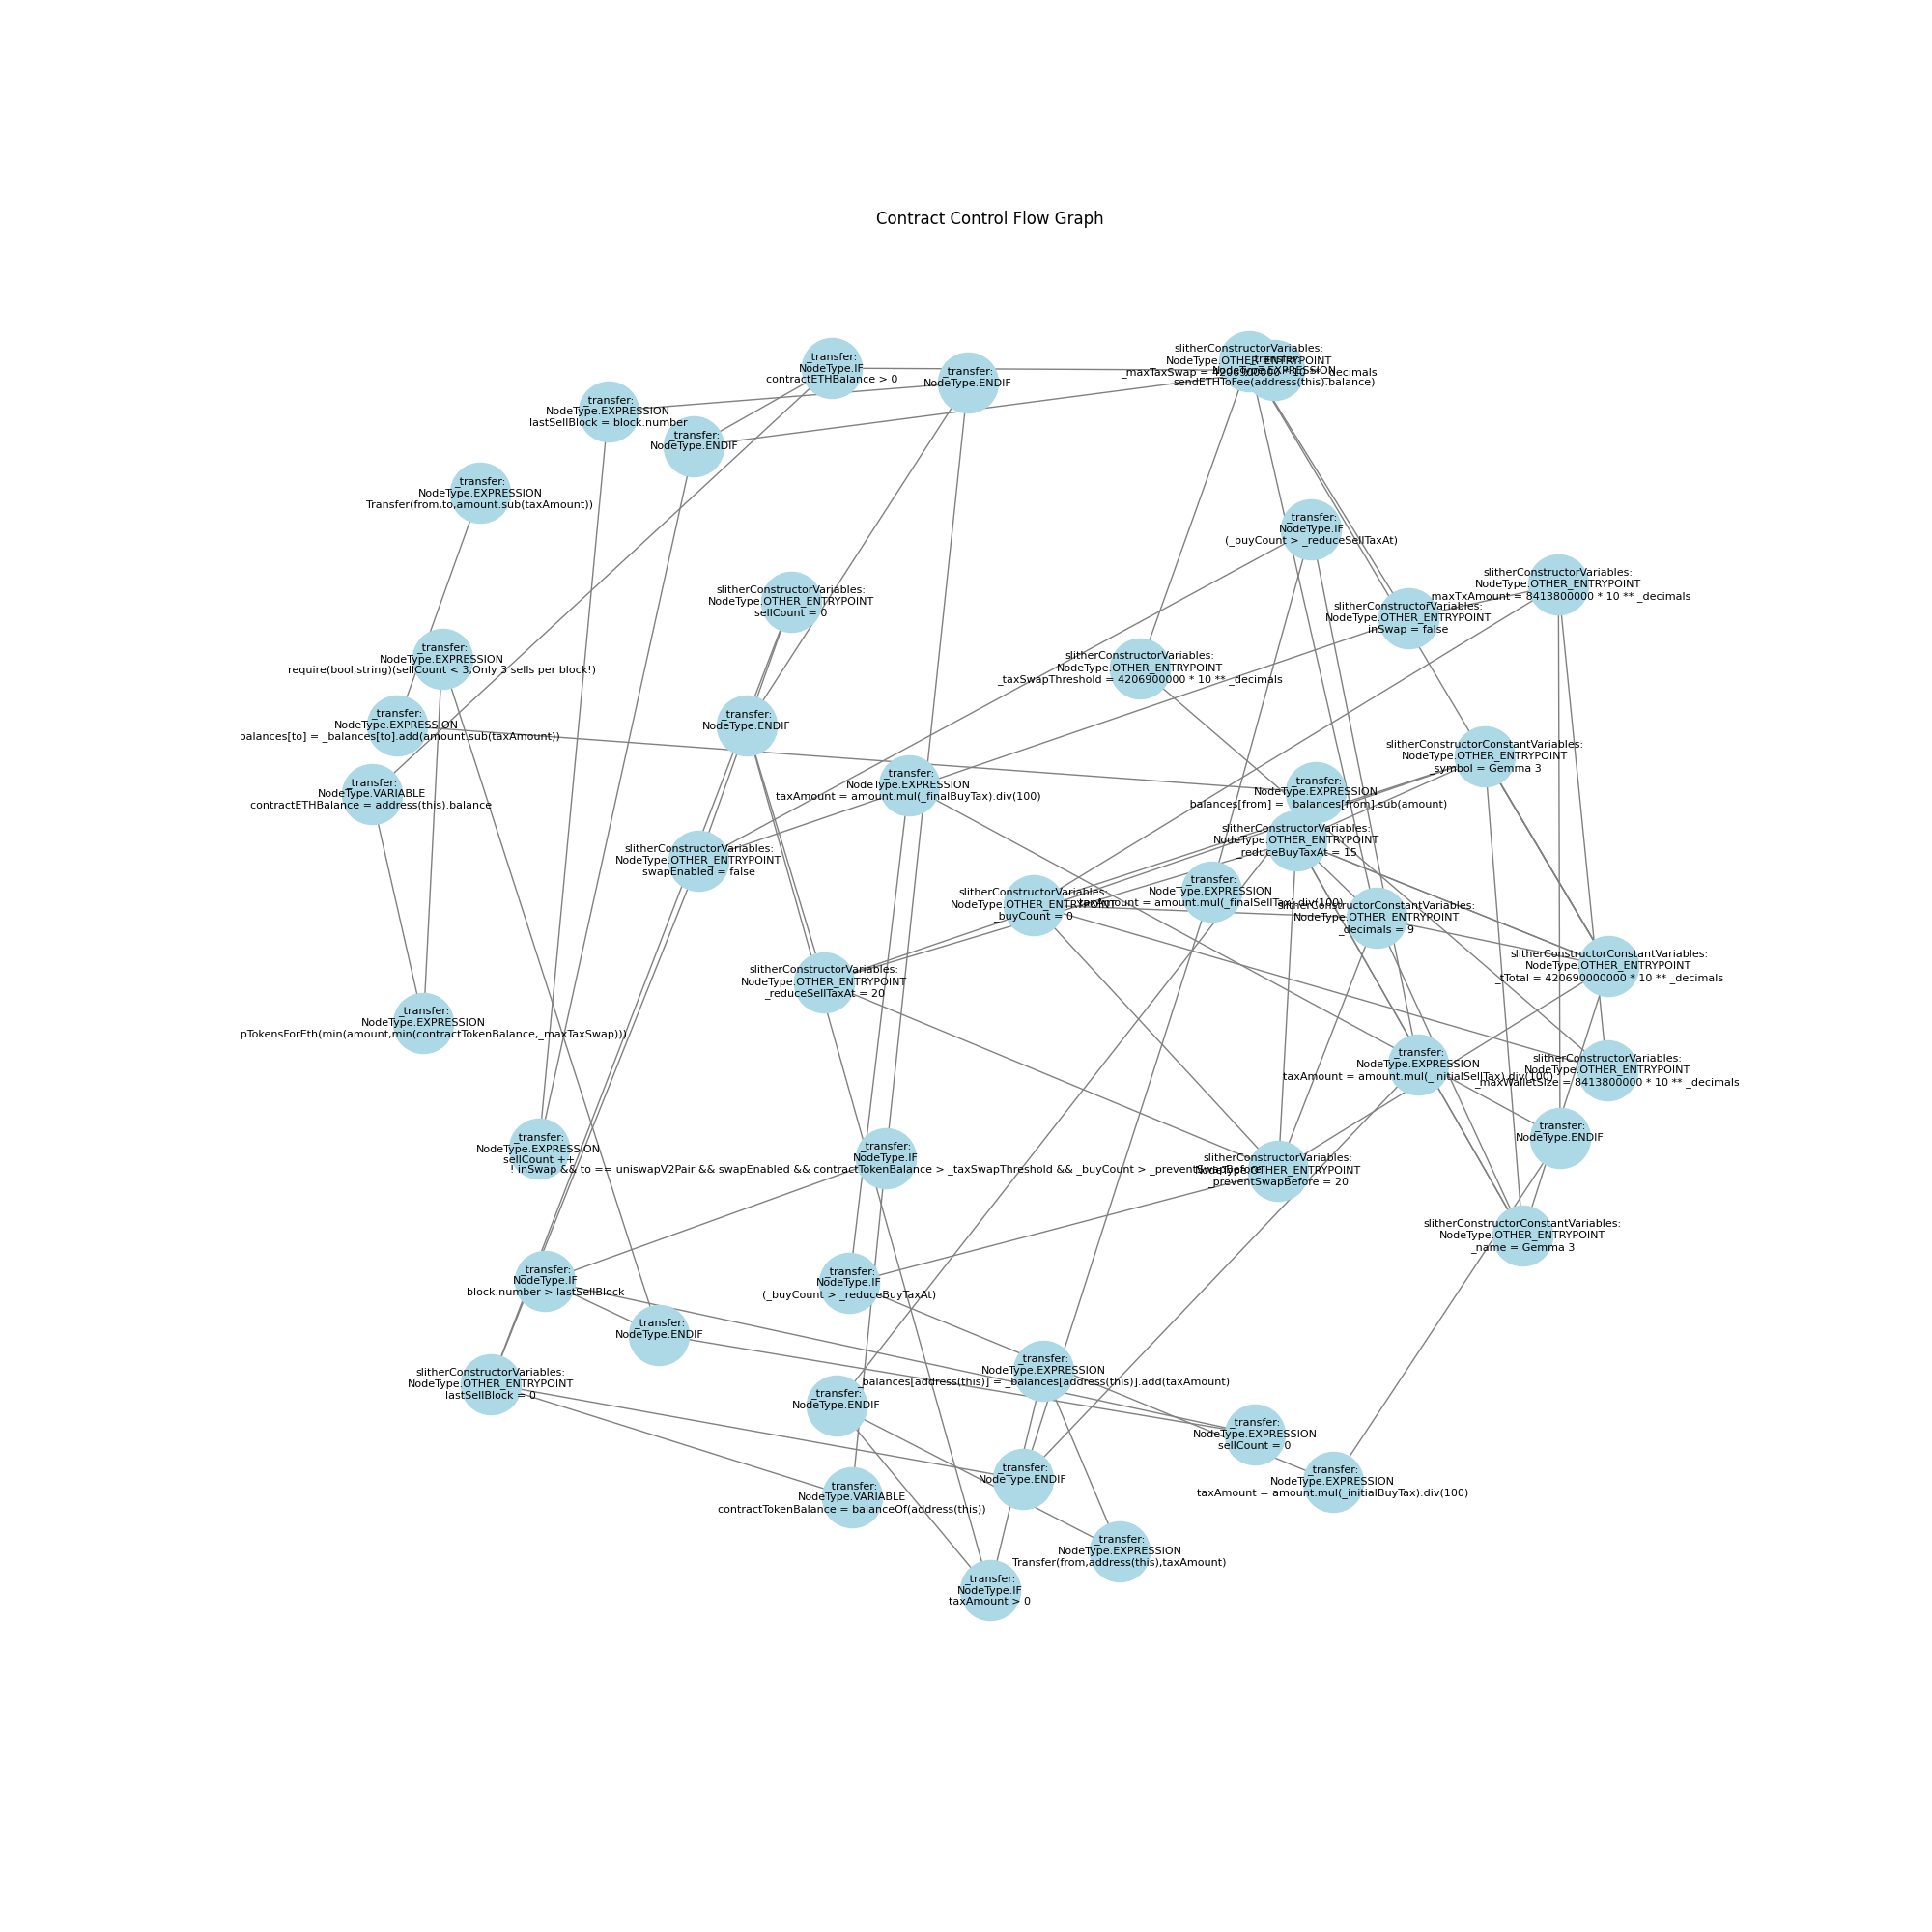 Contract Control Flow Graph
slitherConstructorVariables:
NodeType.OTHER_ENTRYPOINT
_maxTaxSwap = 4206900000 * 10 ** _decimals
_transfer:
NodeType.EXPRESSION
sendETHToFee(address(this).balance)
_transfer:
NodeType.IF
contractETHBalance > 0
_transfer:
NodeType.ENDIF
_transfer:
NodeType.EXPRESSION
lastSellBlock = block.number
_transfer:
NodeType.ENDIF
_transfer:
NodeType.EXPRESSION
Transfer(from,to,amount.sub(taxAmount))
_transfer:
NodeType.IF
(_buyCount > _reduceSellTaxAt)
slitherConstructorVariables:
NodeType.OTHER_ENTRYPOINT
_maxTxAmount = 8413800000 * 10 ** _decimals
slitherConstructorVariables:
NodeType.OTHER_ENTRYPOINT
sellCount = 0
slitherConstructorVariables:
NodeType.OTHER_ENTRYPOINT
inSwap = false
_transfer:
NodeType.EXPRESSION
require(bool,string)(sellCount < 3,Only 3 sells per block!)
slitherConstructorVariables:
NodeType.OTHER_ENTRYPOINT
_taxSwapThreshold = 4206900000 * 10 ** _decimals
_transfer:
NodeType.EXPRESSION
balances[to] = _balances[to].add(amount.sub(taxAmount))
_transfer:
NodeType.ENDIF
slitherConstructorConstantVariables:
NodeType.OTHER_ENTRYPOINT
_symbol = Gemma 3
_transfer:
NodeType.VARIABLE
contractETHBalance = address(this).balance
_transfer:
NodeType.EXPRESSION
taxAmount = amount.mul(_finalBuyTax).div(100)
_transfer:
NodeType.EXPRESSION
_balances[from] = _balances[from].sub(amount)
slitherConstructorVariables:
NodeType.OTHER_ENTRYPOINT
_reduceBuyTaxAt = 15
slitherConstructorVariables:
NodeType.OTHER_ENTRYPOINT
swapEnabled = false
slitherConstructorVariables:
NodeType.OTHER_ENTRYPOINT
_buyCount = 0
_transfer:
NodeType.EXPRESSION
taxAmount = amount.mul(_finalSellTax).div(100)
slitherConstructorConstantVariables:
NodeType.OTHER_ENTRYPOINT
_decimals = 9
slitherConstructorConstantVariables:
NodeType.OTHER_ENTRYPOINT
_tTotal = 420690000000 * 10 ** _decimals
slitherConstructorVariables:
NodeType.OTHER_ENTRYPOINT
_reduceSellTaxAt = 20
_transfer:
NodeType.EXPRESSION
pTokensForEth(min(amount,min(contractTokenBalance,_maxTaxSwap)))
_transfer:
NodeType.EXPRESSION
taxAmount = amount.mul(_initialSellTax).div(100)
slitherConstructorVariables:
NodeType.OTHER_ENTRYPOINT
_maxWalletSize = 8413800000 * 10 ** _decimals
_transfer:
NodeType.ENDIF
_transfer:
NodeType.EXPRESSION
sellCount ++
_transfer:
NodeType.IF
! inSwap && to == uniswapV2Pair && swapEnabled && contractTokenBalance > _taxSwapThreshold && _buyCount > _preventSwapBefore
slitherConstructorVariables:
NodeType.OTHER_ENTRYPOINT
_preventSwapBefore = 20
slitherConstructorConstantVariables:
NodeType.OTHER_ENTRYPOINT
_name = Gemma 3
_transfer:
NodeType.IF
block.number > lastSellBlock
_transfer:
NodeType.IF
(_buyCount > _reduceBuyTaxAt)
_transfer:
NodeType.ENDIF
_transfer:
NodeType.EXPRESSION
_balances[address(this)] = _balances[address(this)].add(taxAmount)
slitherConstructorVariables:
NodeType.OTHER_ENTRYPOINT
lastSellBlock = 0
_transfer:
NodeType.ENDIF
_transfer:
NodeType.EXPRESSION
sellCount = 0
_transfer:
NodeType.ENDIF
_transfer:
NodeType.EXPRESSION
taxAmount = amount.mul(_initialBuyTax).div(100)
_transfer:
NodeType.VARIABLE
contractTokenBalance = balanceOf(address(this))
_transfer:
NodeType.EXPRESSION
Transfer(from,address(this),taxAmount)
_transfer:
NodeType.IF
taxAmount > 0